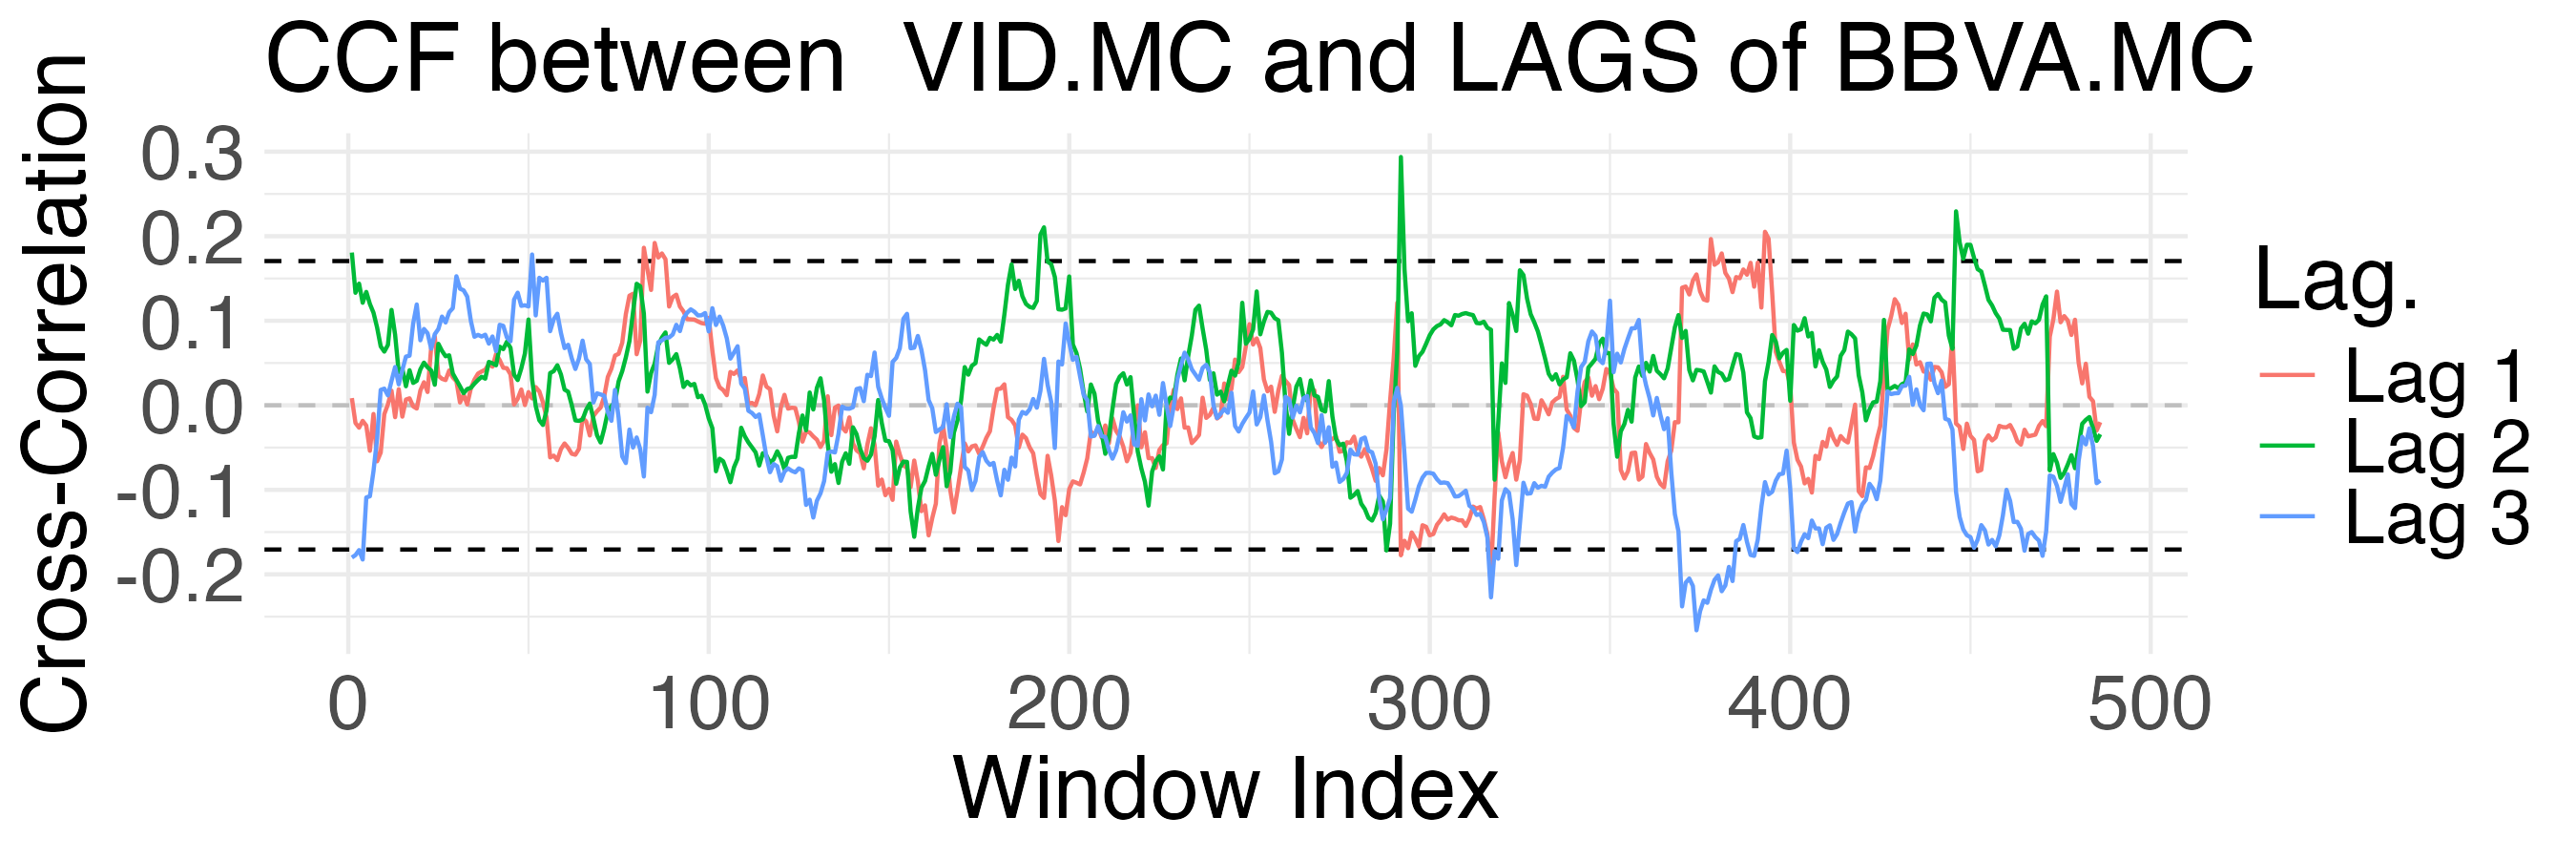 CCF between  VID.MC and LAGS of BBVA.MC
Cross-Correlation
0.3
0.2
0.1
0.0
-0.1
-0.2
0 100 200 300 400 500
Window Index
Lag.
Lag 1
Lag 2
Lag 3